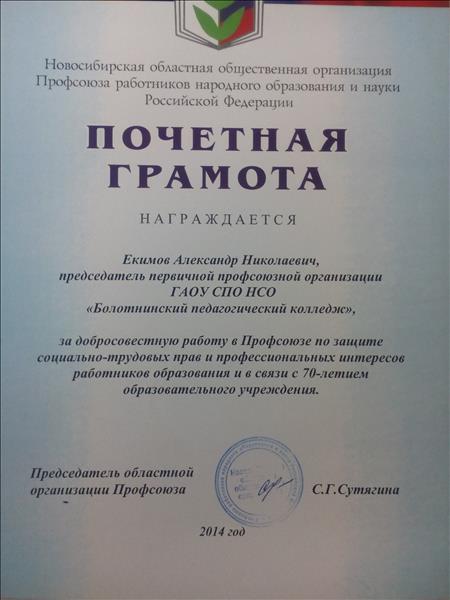 Новосибирская областная общественная организация
Профсоюза работников народного образования и науки
Российской Федерации
ПОЧЕТНАЯ
ГРАМОТА
НАГРАЖДАЕТСЯ
Екимов Александр Николаевич,
председатель первичной профсоюзной организации
ГАОУ СПО НСО
«Болотнинский педагогический колледж»,
за добросовестную работу в Профсоюзе по защите
социально-трудовых прав и профессиональных интересов
работников образования и в связи с 70-летием
образовательного учреждения.
Председатель областной
организации Профсоюза С.Г.Сутягина
2014 год